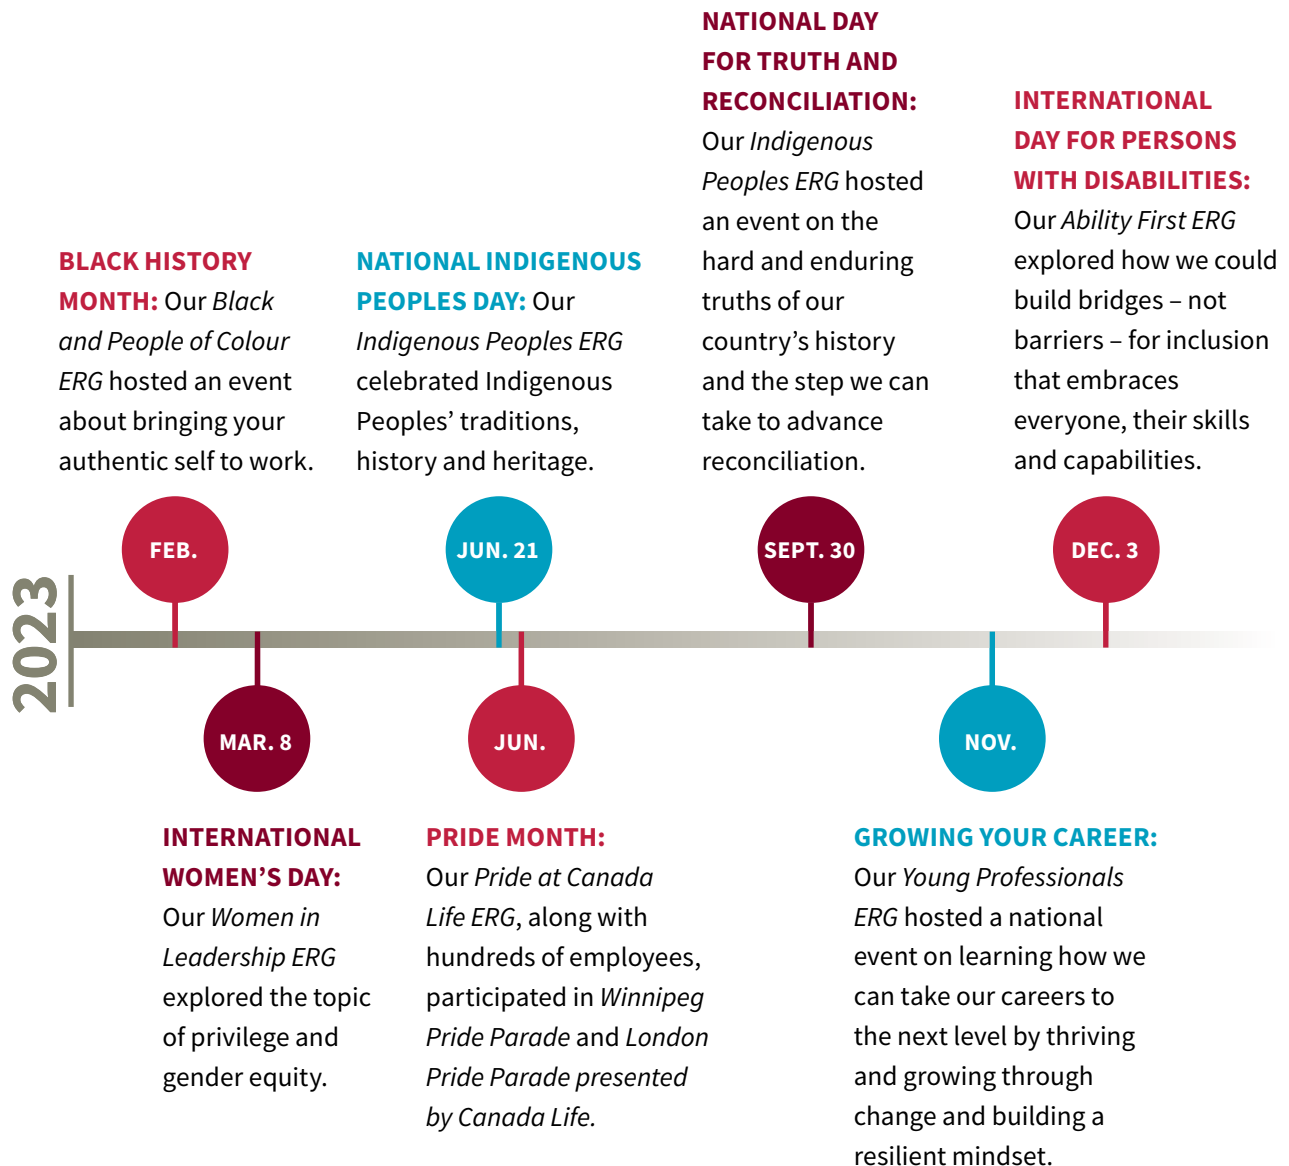 2023
BLACK HISTORY
MONTH: Our Black
and People of Colour
ERG hosted an event
about bringing your
authentic self to work.
FEB.
MAR. 8
INTERNATIONAL
WOMEN’S DAY:
Our Women in
Leadership ERG
explored the topic
of privilege and
gender equity.
NATIONAL INDIGENOUS
PEOPLES DAY: Our
Indigenous Peoples ERG
celebrated Indigenous
Peoples’ traditions,
history and heritage.
JUN. 21
JUN.
PRIDE MONTH:
Our Pride at Canada
Life ERG, along with
hundreds of employees,
participated in Winnipeg
Pride Parade and London
Pride Parade presented
by Canada Life.
NATIONAL DAY
FOR TRUTH AND
RECONCILIATION:
Our Indigenous
Peoples ERG hosted
an event on the
hard and enduring
truths of our
country’s history
and the step we can
take to advance
reconciliation.
SEPT. 30
NOV.
GROWING YOUR CAREER:
Our Young Professionals
ERG hosted a national
event on learning how we
can take our careers to
the next level by thriving
and growing through
change and building a
resilient mindset.
INTERNATIONAL
DAY FOR PERSONS
WITH DISABILITIES:
Our Ability First ERG
explored how we could
build bridges – not
barriers – for inclusion
that embraces
everyone, their skills
and capabilities.
DEC. 3